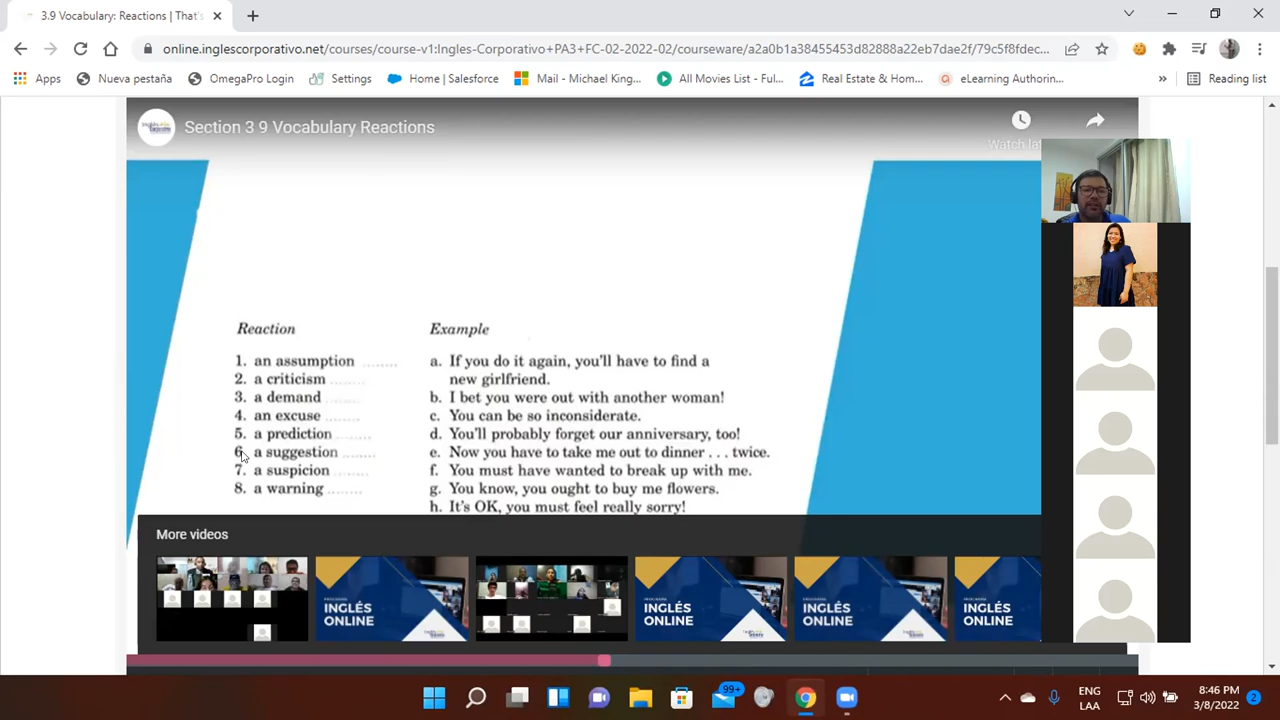 3.9 Vocabulary: Reactions | That's
online.inglescorporativo.net/courses/course-v1:Ingles-Corporativo+PA3+FC-02-2022-02/courseware/a2a0b1a38455453d82888a22eb7dae2f/79c5f8fdec...
Apps Nueva pestaña OmegaPro Login Settings Home | Salesforce Mail - Michael King... All Movies List - Ful... Real Estate & Hom... eLearning Authorin... » Reading list
Section 3 9 Vocabulary Reactions
Watch lat
Reaction Example
1. an assumption ........ a. If you do it again, you'll have to find a
2. a criticism ........ new girlfriend.
3. a demand ........ b. I bet you were out with another woman!
4. an excuse ........ c. You can be so inconsiderate.
5. a prediction ........ d. You'll probably forget our anniversary, too!
6. a suggestion ........ e. Now you have to take me out to dinner . . . twice.
7. a suspicion ........ f. You must have wanted to break up with me.
8. a warning ........ g. You know, you ought to buy me flowers.
h. It's OK, you must feel really sorry!
More videos
INGLÉS ONLINE
INGLÉS ONLINE
INGLÉS ONLINE
INGLÉS ONLINE
99+
ENG
LAA
8:46 PM
3/8/2022
2